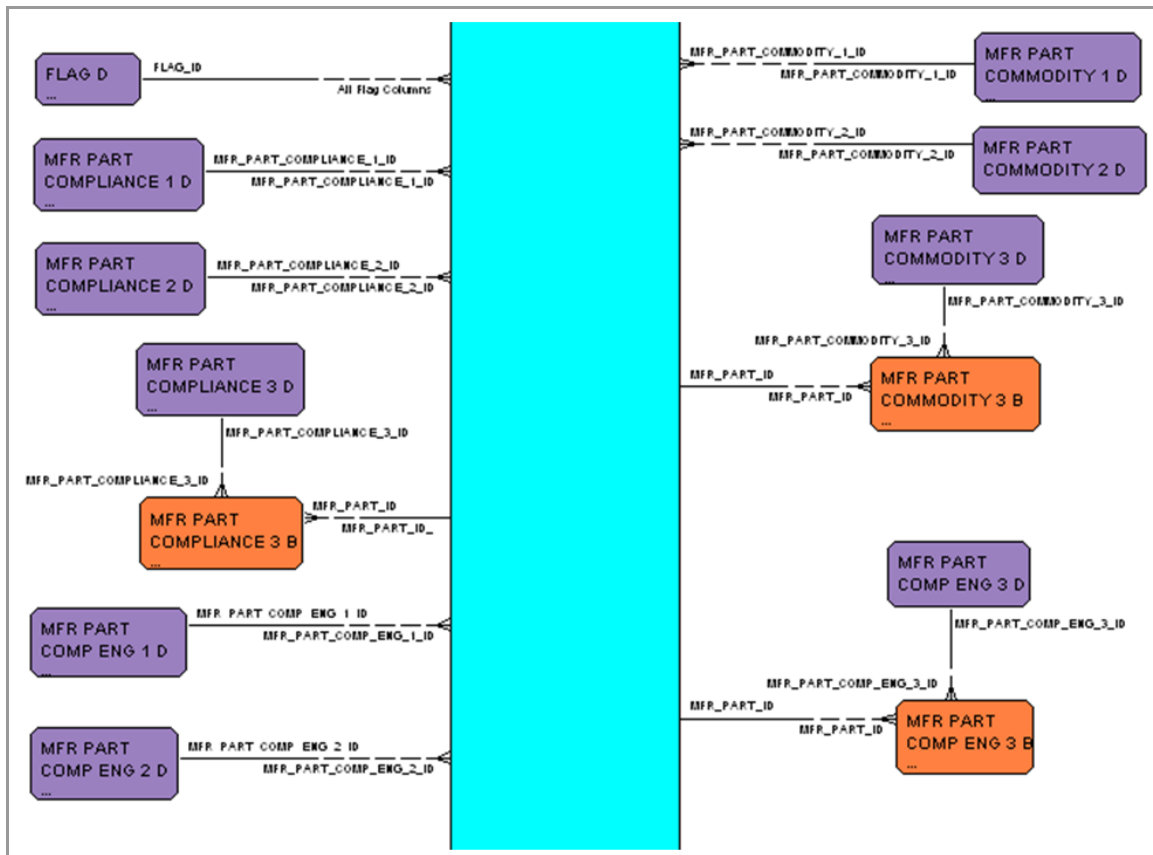 FLAG D
...
FLAG_ID
All Flag Columns
MFR PART
COMPLIANCE 1 D
...
MFR_PART_COMPLIANCE_1_ID
MFR_PART_COMPLIANCE_1_ID
MFR PART
COMPLIANCE 2 D
...
MFR_PART_COMPLIANCE_2_ID
MFR_PART_COMPLIANCE_2_ID
MFR PART
COMPLIANCE 3 D
...
MFR_PART_COMPLIANCE_3_ID
MFR_PART_COMPLIANCE_3_ID
MFR PART
COMPLIANCE 3 B
...
MFR_PART_ID
MFR_PART_ID_
MFR PART
COMP ENG 1 D
...
MFR PART COMP ENG 1 ID
MFR_PART_COMP_ENG_1_ID
MFR PART
COMP ENG 2 D
...
MFR PART COMP ENG 2 ID
MFR_PART_COMP_ENG_2_ID
MFR_PART_COMMODITY_1_ID
MFR_PART_COMMODITY_1_ID
MFR PART
COMMODITY 1 D
...
MFR_PART_COMMODITY_2_ID
MFR_PART_COMMODITY_2_ID
MFR PART
COMMODITY 2 D
MFR PART
COMMODITY 3 D
...
MFR_PART_COMMODITY_3_ID
MFR_PART_COMMODITY_3_ID
MFR_PART_ID
MFR_PART_ID
MFR PART
COMMODITY 3 B
...
MFR PART
COMP ENG 3 D
MFR_PART_COMP_ENG_3_ID
MFR_PART_COMP_ENG_3_ID
MFR_PART_ID
MFR_PART_ID
MFR PART
COMP ENG 3 B
...